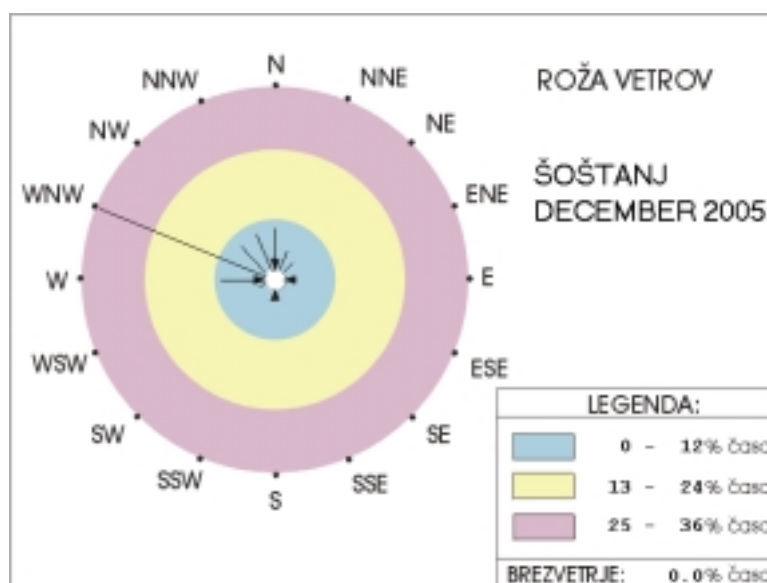 ROŽA VETROV
ŠOŠTANJ
DECEMBER 2005
N
NNE
NE
ENE
E
ESE
SE
SSE
S
SSW
SW
WSW
W
WNW
NW
NNW
LEGENDA:
0 - 12% časa
13 - 24% časa
25 - 36% časa
BREZVETRJE: 0.0% časa